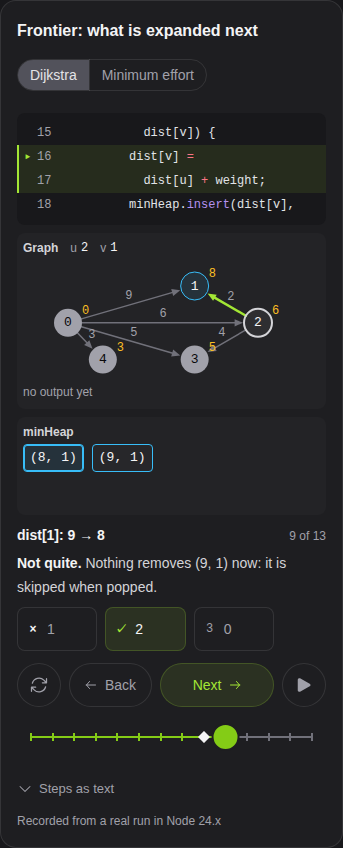 Frontier: what is expanded next
Dijkstra Minimum effort
15 dist[v]) {
▸ 16 dist[v] =
17 dist[u] + weight;
18 minHeap.insert(dist[v],
Graph u 2 v 1
8
1
9 2
0 6 6
0 2
3 5 4
3 5
4 3
no output yet
minHeap
(8, 1) (9, 1)
dist[1]: 9 → 8 9 of 13
Not quite. Nothing removes (9, 1) now: it is
skipped when popped.
× 1 ✓ 2 3 0
← Back Next →
Steps as text
Recorded from a real run in Node 24.x